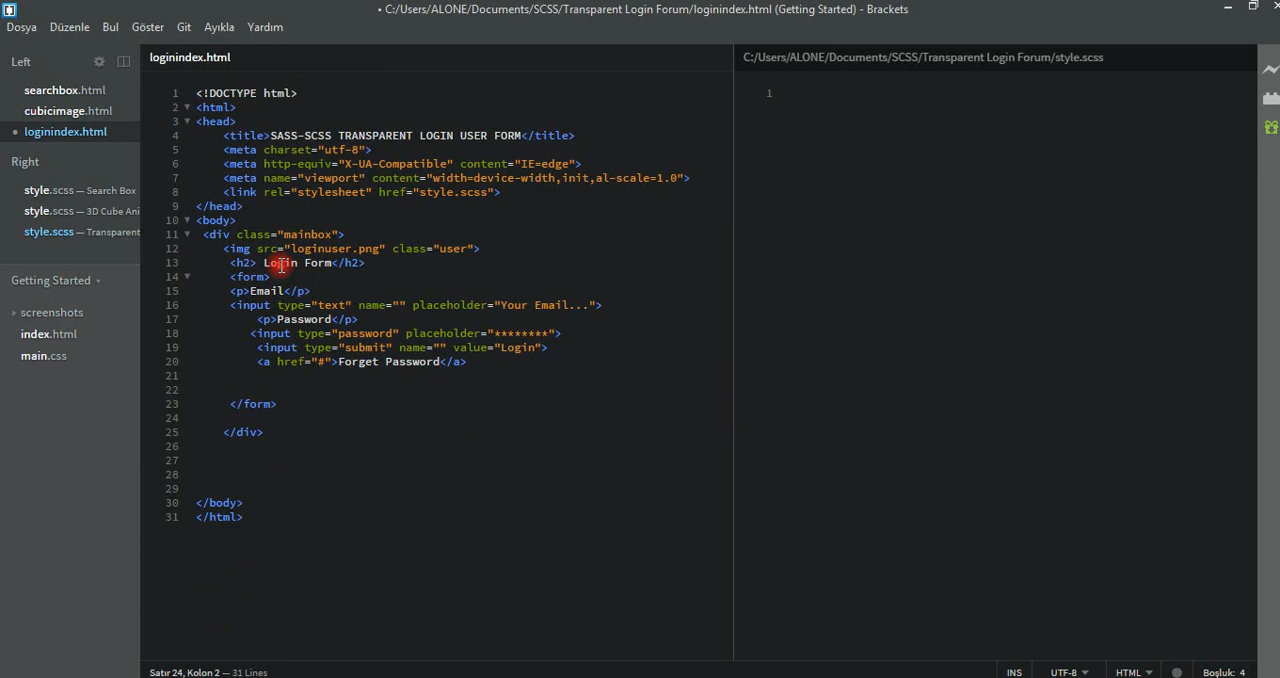 • C:/Users/ALONE/Documents/SCSS/Transparent Login Forum/loginindex.html (Getting Started) - Brackets
Dosya Düzenle Bul Göster Git Ayıkla Yardım
Left
searchbox.html
cubicimage.html
• loginindex.html
Right
style.scss — Search Box
style.scss — 3D Cube Ani
style.scss — Transparent
Getting Started
screenshots
index.html
main.css
loginindex.html
1 <!DOCTYPE html>
2 <html>
3 <head>
4 <title>SASS-SCSS TRANSPARENT LOGIN USER FORM</title>
5 <meta charset="utf-8">
6 <meta http-equiv="X-UA-Compatible" content="IE=edge">
7 <meta name="viewport" content="width=device-width,init,al-scale=1.0">
8 <link rel="stylesheet" href="style.scss">
9 </head>
10 <body>
11 <div class="mainbox">
12 <img src="loginuser.png" class="user">
13 <h2> Login Form</h2>
14 <form>
15 <p>Email</p>
16 <input type="text" name="" placeholder="Your Email...">
17 <p>Password</p>
18 <input type="password" placeholder="********">
19 <input type="submit" name="" value="Login">
20 <a href="#">Forget Password</a>
21
22
23 </form>
24
25 </div>
26
27
28
29
30 </body>
31 </html>
C:/Users/ALONE/Documents/SCSS/Transparent Login Forum/style.scss
1
Satır 24, Kolon 2 — 31 Lines
INS UTF-8 HTML Boşluk: 4